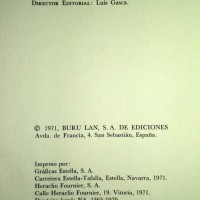 DIRECTOR EDITORIAL: Luis Gasca.
© 1971, BURU LAN, S. A. DE EDICIONES
Avda. de Francia, 4. San Sebastián, España.
Impreso por:
Gráficas Estella, S. A.
Carretera Estella-Tafalla, Estella, Navarra, 1971.
Heraclio Fournier, S. A.
Calle Heraclio Fournier, 19. Vitoria, 1971.